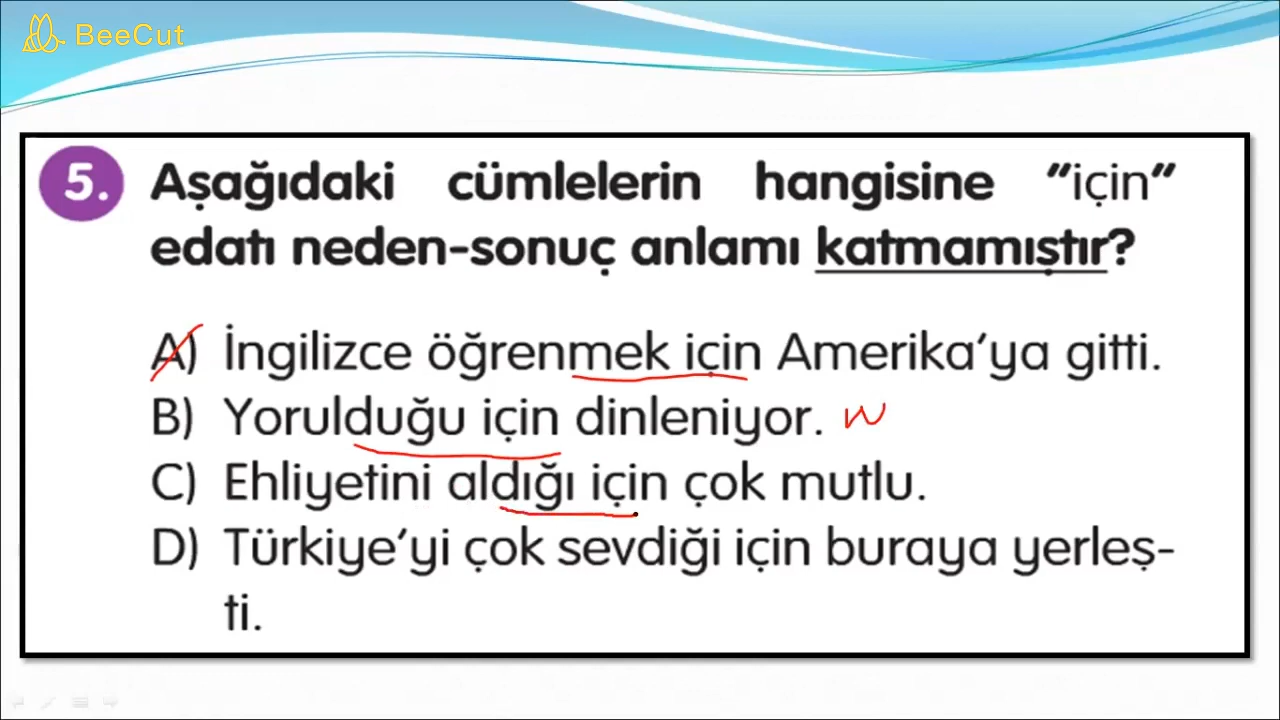 BeeCut
5. Aşağıdaki cümlelerin hangisine "için"
edatı neden-sonuç anlamı katmamıştır?
A) İngilizce öğrenmek için Amerika'ya gitti.
B) Yorulduğu için dinleniyor. N
C) Ehliyetini aldığı için çok mutlu.
D) Türkiye'yi çok sevdiği için buraya yerleş-
ti.